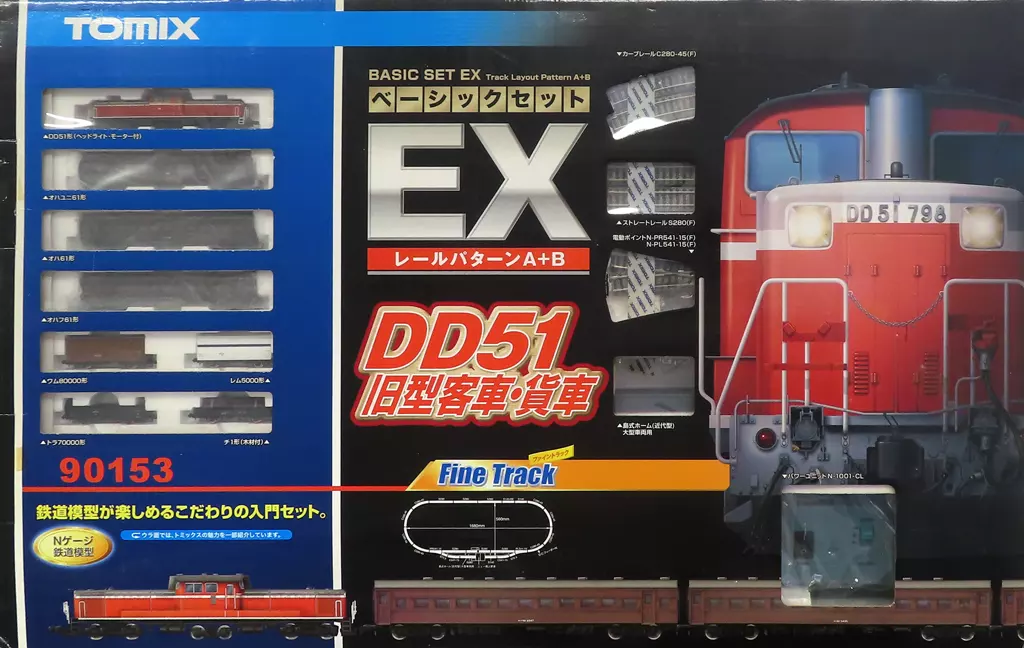 TOMIX
▲DD51形(ヘッドライト・モーター付)
▲オハユニ61形
▲オハ61形
▲オハフ61形
▲ワム80000形
レム5000形▲
▲トラ70000形
チ1形(木材付)▲
90153
鉄道模型が楽しめるこだわりの入門セット。
ウラ面では、トミックスの魅力を一部紹介しています。
Nゲージ
鉄道模型
BASIC SET EX Track Layout Pattern A+B
ベーシックセット
EX
レールパターンA+B
DD51
旧型客車・貨車
ファイントラック
Fine Track
1680mm
560mm
▼カーブレールC280-45(F)
▲ストレートレールS280(F)
電動ポイントN-PR541-15(F)
N-PL541-15(F)
▼
▲島式ホーム(近代型)
大型車両用
DD51 798
▼パワーユニットN-1001-CL